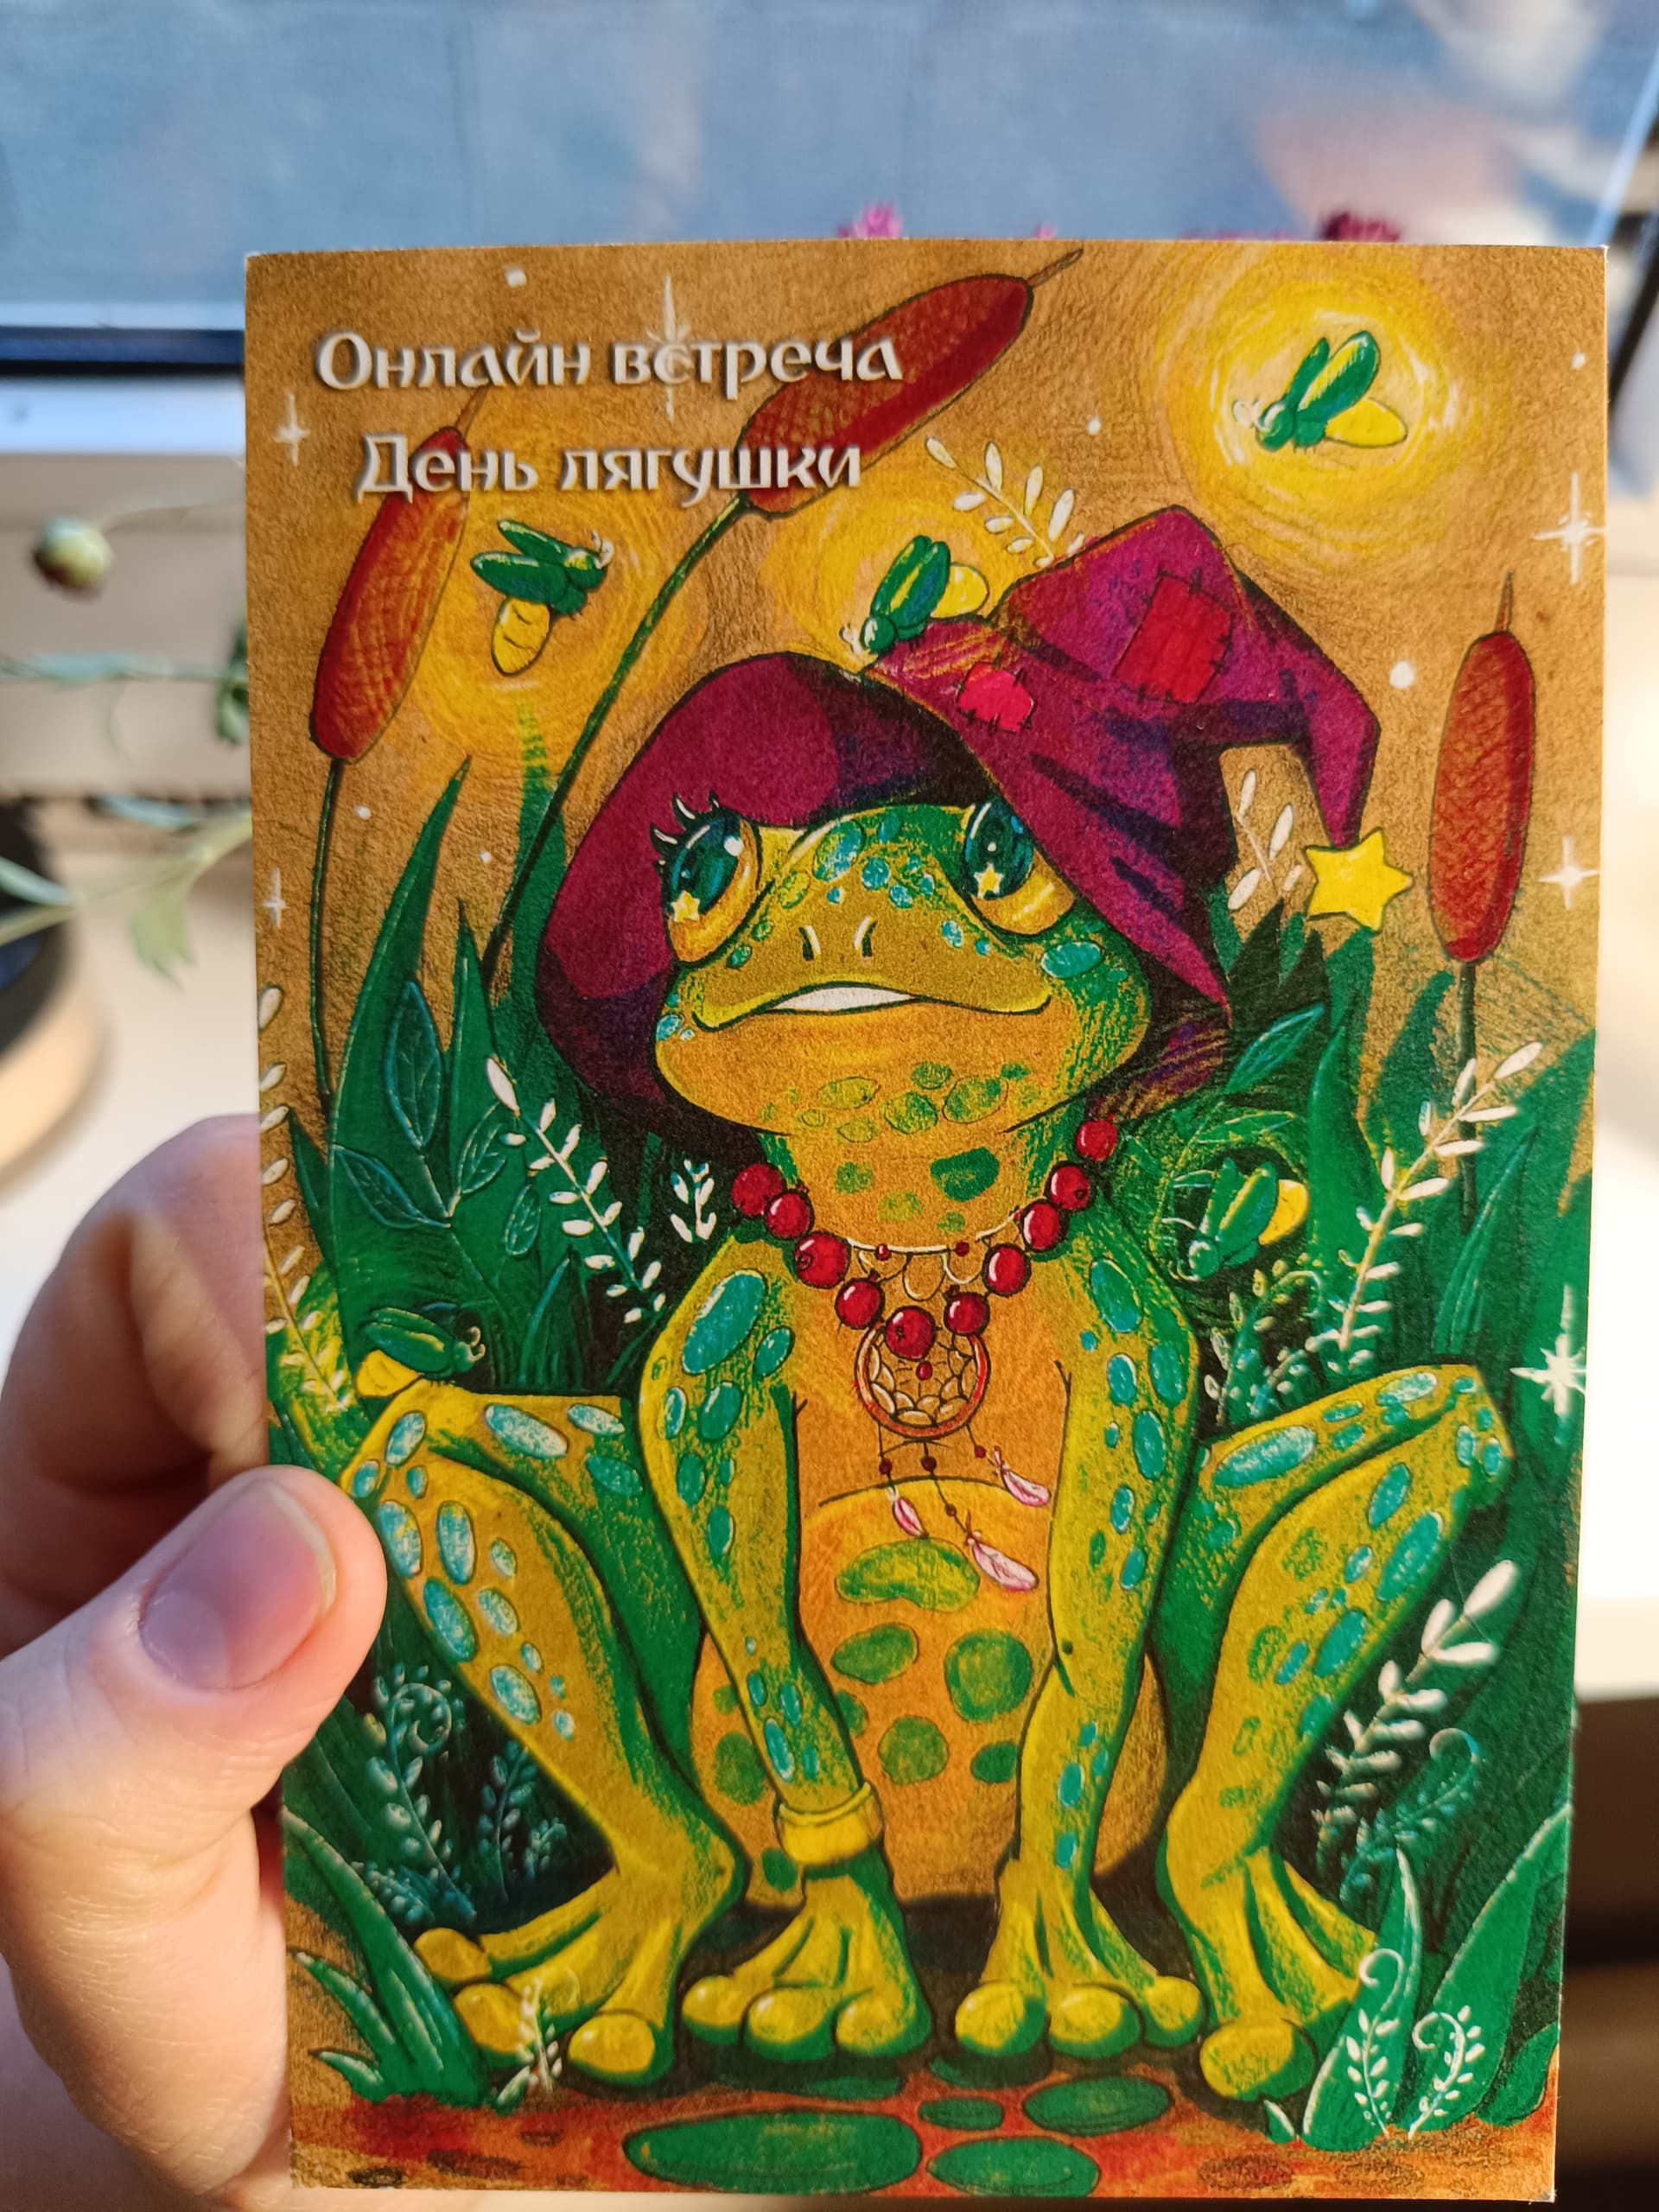 Онлайн встреча
День лягушки